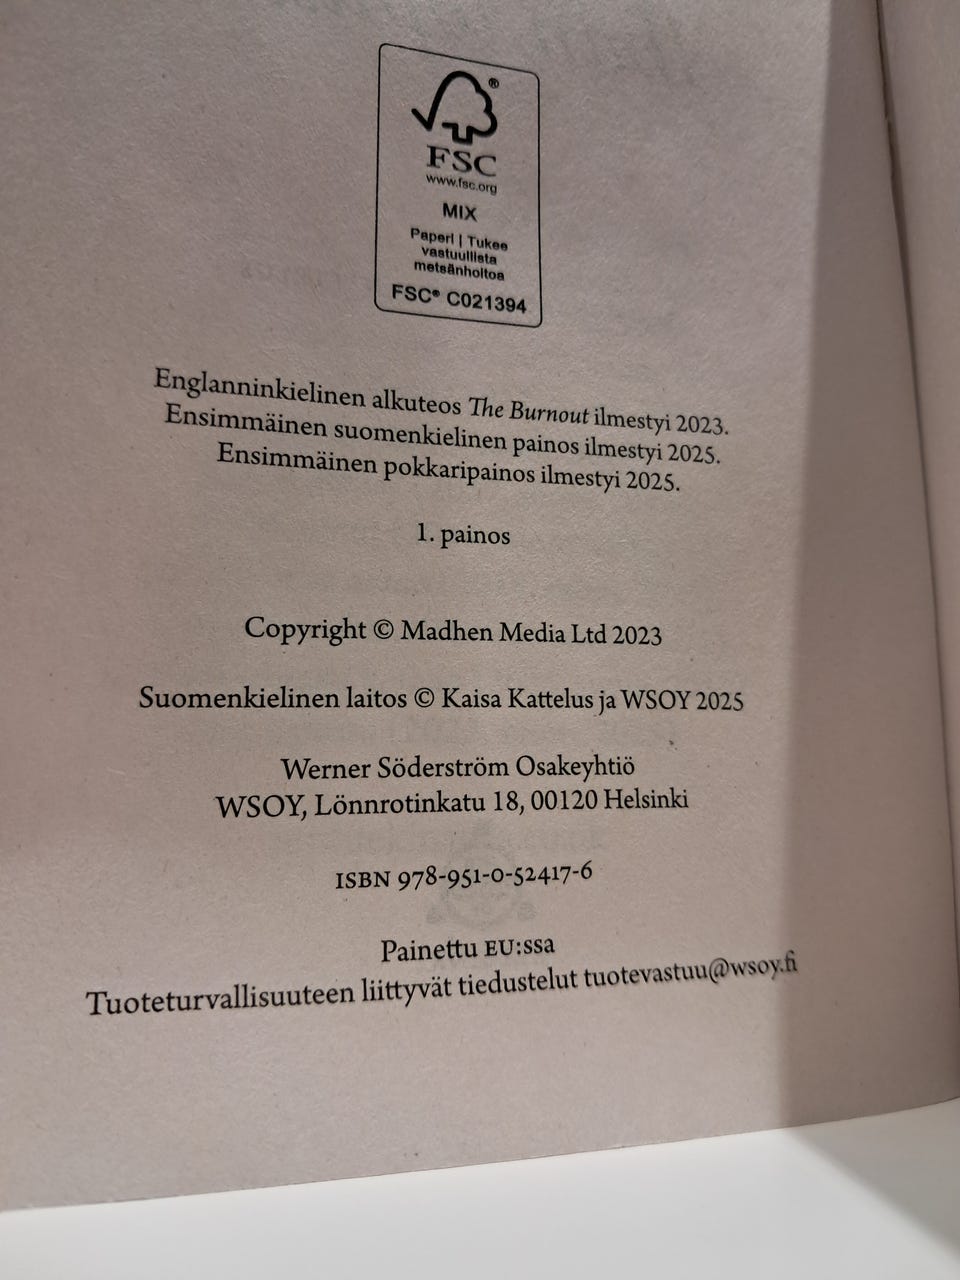 FSC®
www.fsc.org
MIX
Paperi | Tukee
vastuullista
metsänhoitoa
FSC® C021394
Englanninkielinen alkuteos The Burnout ilmestyi 2023.
Ensimmäinen suomenkielinen painos ilmestyi 2025.
Ensimmäinen pokkaripainos ilmestyi 2025.
1. painos
Copyright © Madhen Media Ltd 2023
Suomenkielinen laitos © Kaisa Kattelus ja WSOY 2025
Werner Söderström Osakeyhtiö
WSOY, Lönnrotinkatu 18, 00120 Helsinki
ISBN 978-951-0-52417-6
Painettu EU:ssa
Tuoteturvallisuuteen liittyvät tiedustelut tuotevastuu@wsoy.fi